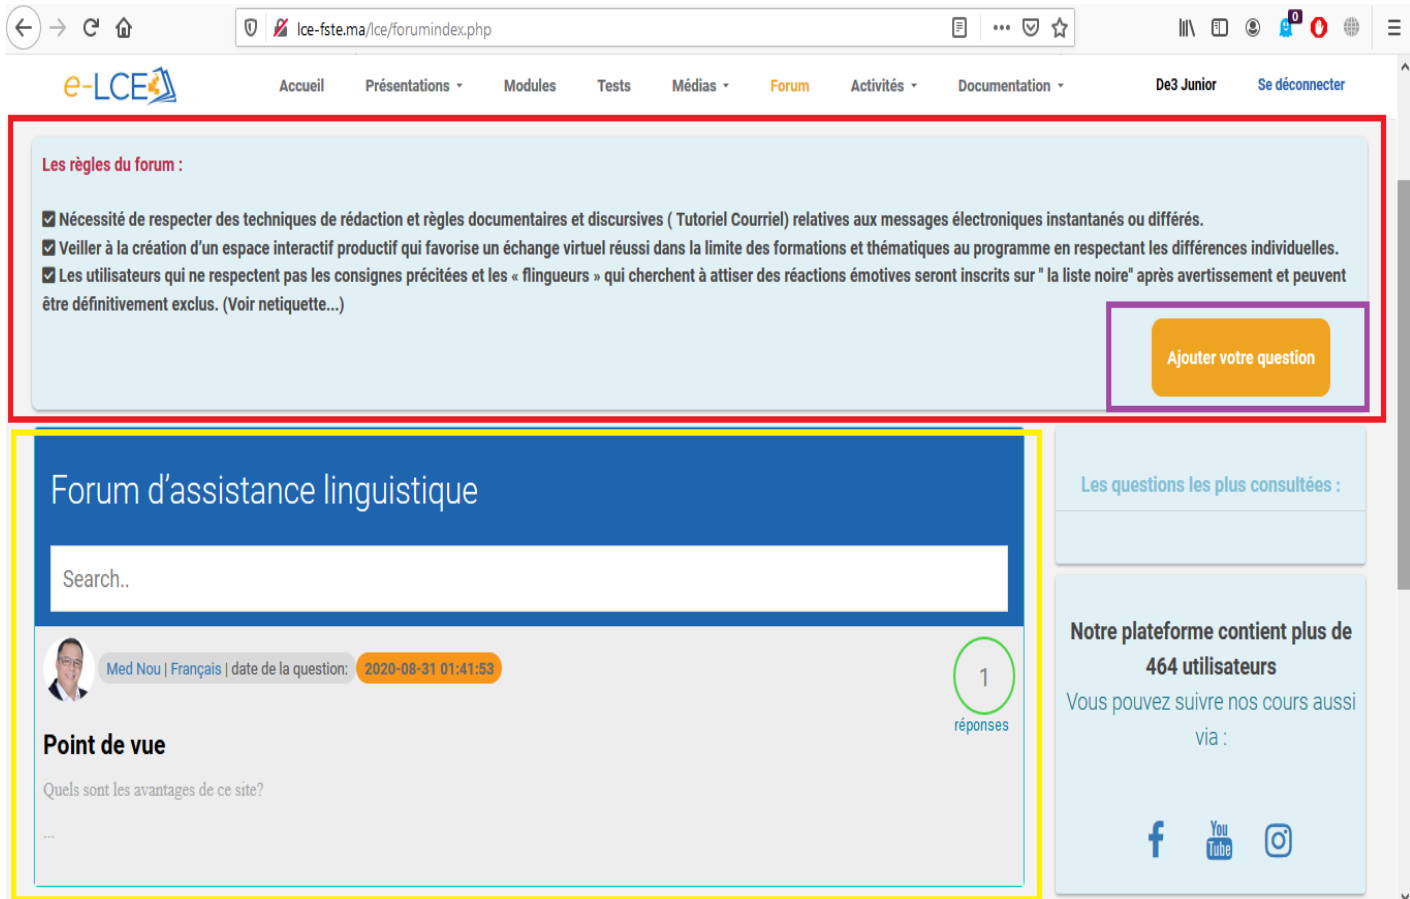 lce-fste.ma/lce/forumindex.php
0
e-LCE
Accueil Présentations Modules Tests Médias Forum Activités Documentation De3 Junior Se déconnecter
Les règles du forum :
Nécessité de respecter des techniques de rédaction et règles documentaires et discursives ( Tutoriel Courriel) relatives aux messages électroniques instantanés ou différés.
Veiller à la création d'un espace interactif productif qui favorise un échange virtuel réussi dans la limite des formations et thématiques au programme en respectant les différences individuelles.
Les utilisateurs qui ne respectent pas les consignes précitées et les « flingueurs » qui cherchent à attiser des réactions émotives seront inscrits sur " la liste noire" après avertissement et peuvent
être définitivement exclus. (Voir netiquette...)
Ajouter votre question
Forum d'assistance linguistique
Search..
Med Nou | Français | date de la question: 2020-08-31 01:41:53
1
réponses
Point de vue
Quels sont les avantages de ce site?
...
Les questions les plus consultées :
Notre plateforme contient plus de
464 utilisateurs
Vous pouvez suivre nos cours aussi
via :
You
Tube